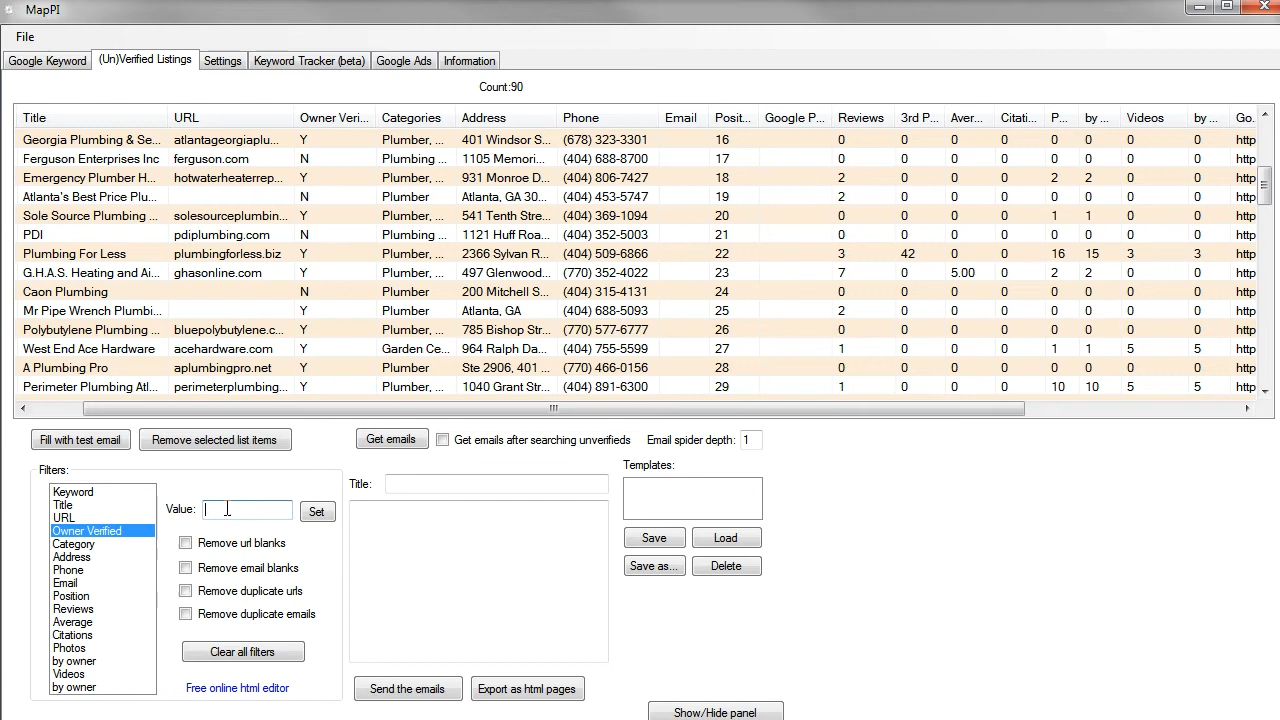 MapPI
File
Google Keyword (Un)Verified Listings Settings Keyword Tracker (beta) Google Ads Information
Count:90
Title URL Owner Veri... Categories Address Phone Email Posit... Google P... Reviews 3rd P... Aver... Citati... P... by ... Videos by ... Go.
Georgia Plumbing & Se... atlantageorgiaplu... Y Plumber, ... 401 Windsor S... (678) 323-3301 16 0 0 0 0 0 0 0 0 http
Ferguson Enterprises Inc ferguson.com N Plumbing ... 1105 Memori... (404) 688-8700 17 0 0 0 0 0 0 0 0 http
Emergency Plumber H... hotwaterheaterrep... Y Plumber, ... 931 Monroe D... (404) 806-7427 18 2 0 0 0 2 2 0 0 http
Atlanta's Best Price Plu... N Plumber Atlanta, GA 30... (404) 453-5747 19 2 0 0 0 0 0 0 0 http
Sole Source Plumbing ... solesourceplumbin... Y Plumber, ... 541 Tenth Stre... (404) 369-1094 20 0 0 0 0 1 1 0 0 http
PDI pdiplumbing.com N Plumbing ... 1121 Huff Roa... (404) 352-5003 21 0 0 0 0 0 0 0 0 http
Plumbing For Less plumbingforless.biz Y Plumber, ... 2366 Sylvan R... (404) 509-6866 22 3 42 0 0 16 15 3 3 http
G.H.A.S. Heating and Ai... ghasonline.com Y Plumber, ... 497 Glenwood... (770) 352-4022 23 7 0 5.00 0 2 2 0 0 http
Caon Plumbing N Plumber 200 Mitchell S... (404) 315-4131 24 0 0 0 0 0 0 0 0 http
Mr Pipe Wrench Plumbi... Y Plumber Atlanta, GA (404) 688-5093 25 2 0 0 0 0 0 0 0 http
Polybutylene Plumbing ... bluepolybutylene.c... Y Plumber, ... 785 Bishop Str... (770) 577-6777 26 0 0 0 0 0 0 0 0 http
West End Ace Hardware acehardware.com Y Garden Ce... 964 Ralph Da... (404) 755-5599 27 1 0 0 0 1 1 5 5 http
A Plumbing Pro aplumbingpro.net Y Plumber Ste 2906, 401 ... (770) 466-0156 28 0 0 0 0 0 0 0 0 http
Perimeter Plumbing Atl... perimeterplumbing... Y Plumber, ... 1040 Grant Str... (404) 891-6300 29 1 0 0 0 10 10 5 5 http
Fill with test email Remove selected list items Get emails Get emails after searching unverifieds Email spider depth: 1
Filters:
Keyword
Title
URL
Owner Verified
Category
Address
Phone
Email
Position
Reviews
Average
Citations
Photos
by owner
Videos
by owner
Value: Set
Remove url blanks
Remove email blanks
Remove duplicate urls
Remove duplicate emails
Clear all filters
Free online html editor
Title:
Send the emails Export as html pages
Templates:
Save Load
Save as... Delete
Show/Hide panel